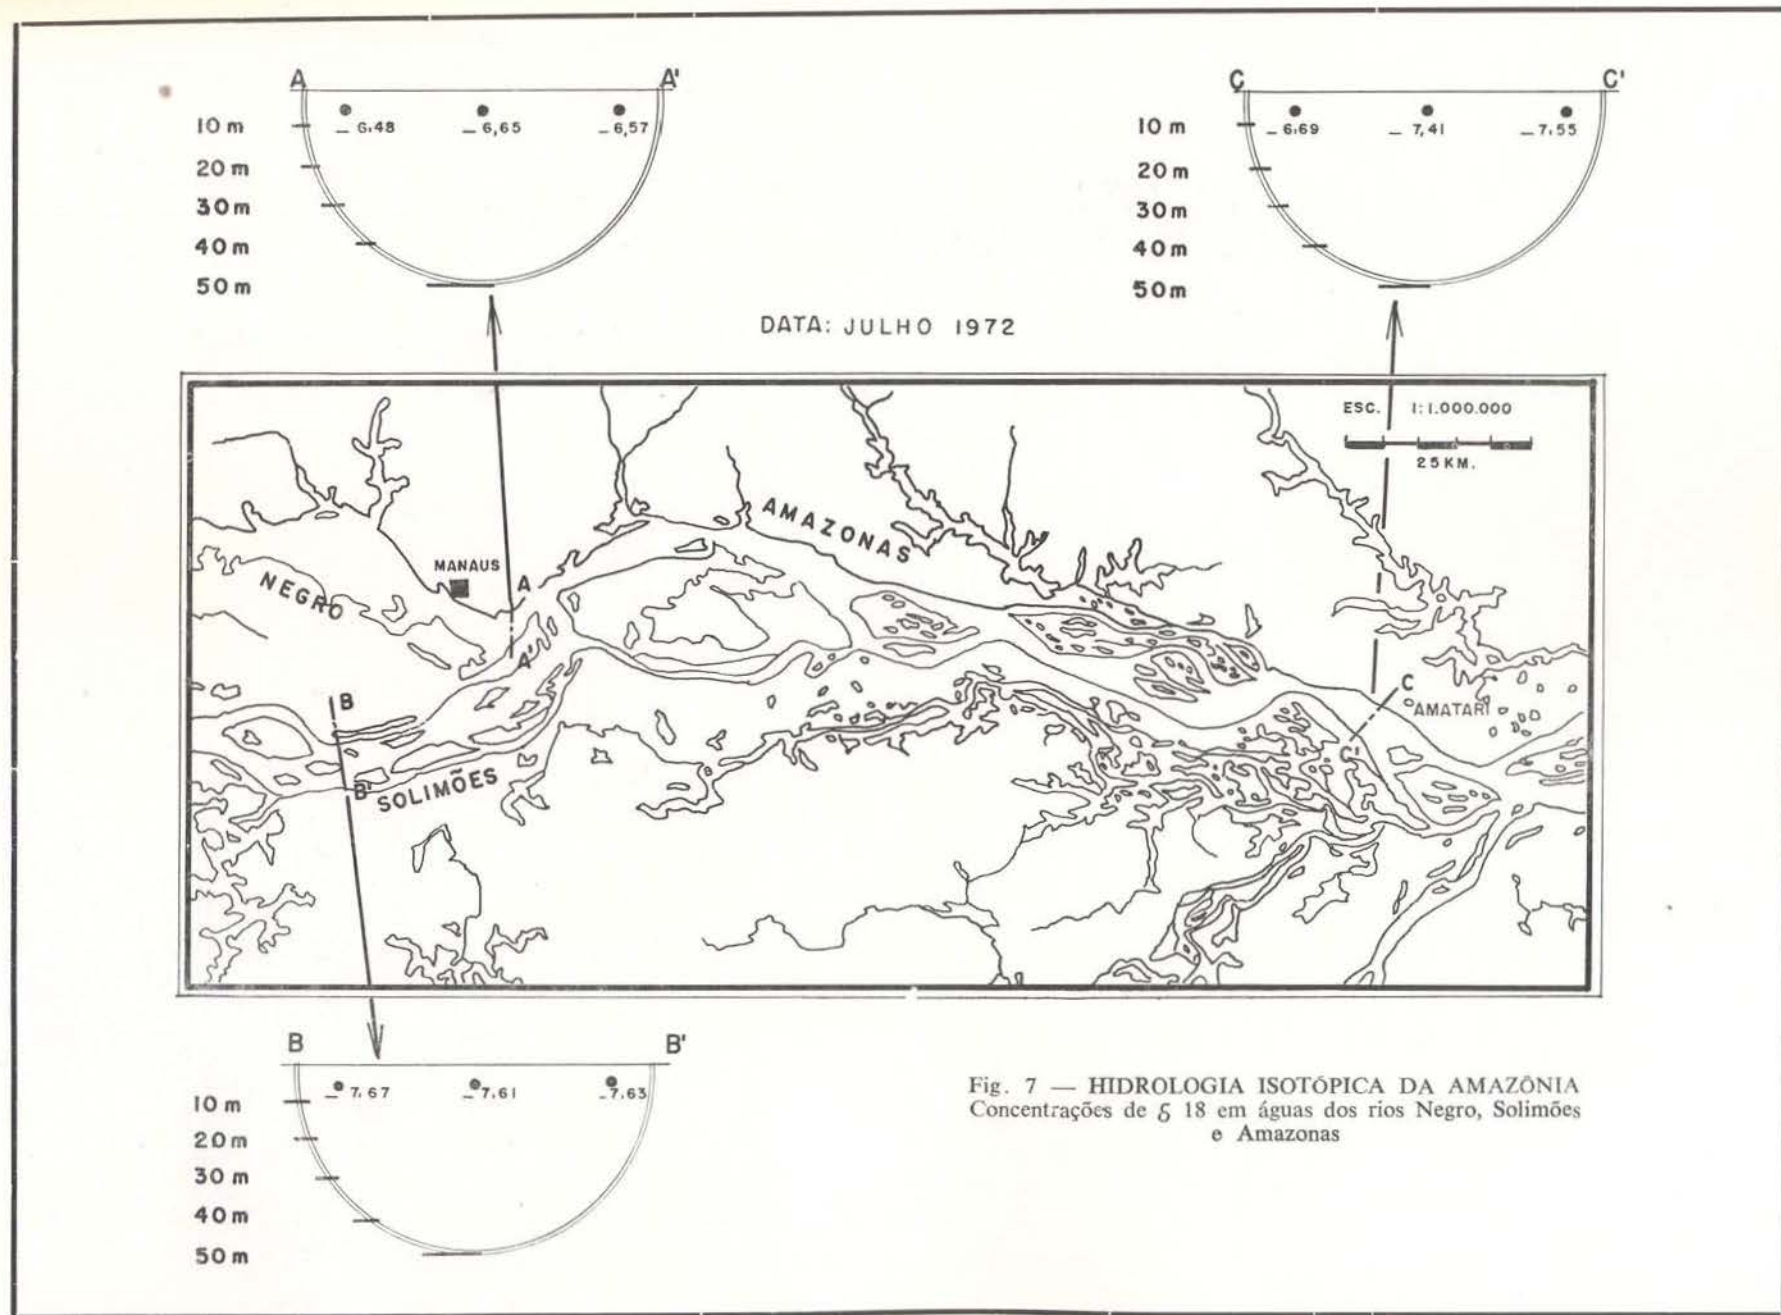 A A'
10 m
20 m
30 m
40 m
50 m
_ 6.48 _ 6,65 _ 6,57
C C'
10 m
20 m
30 m
40 m
50 m
_ 6.69 _ 7,41 _ 7.55
DATA: JULHO 1972
ESC. 1:1.000.000
25 KM.
AMAZONAS
NEGRO
MANAUS
A
A'
B
B'
SOLIMÕES
C
AMATARI
C'
B B'
10 m
20 m
30 m
40 m
50 m
_ 7.67 _ 7.61 _ 7.63
Fig. 7 — HIDROLOGIA ISOTÓPICA DA AMAZÔNIA
Concentrações de δ 18 em águas dos rios Negro, Solimões
e Amazonas